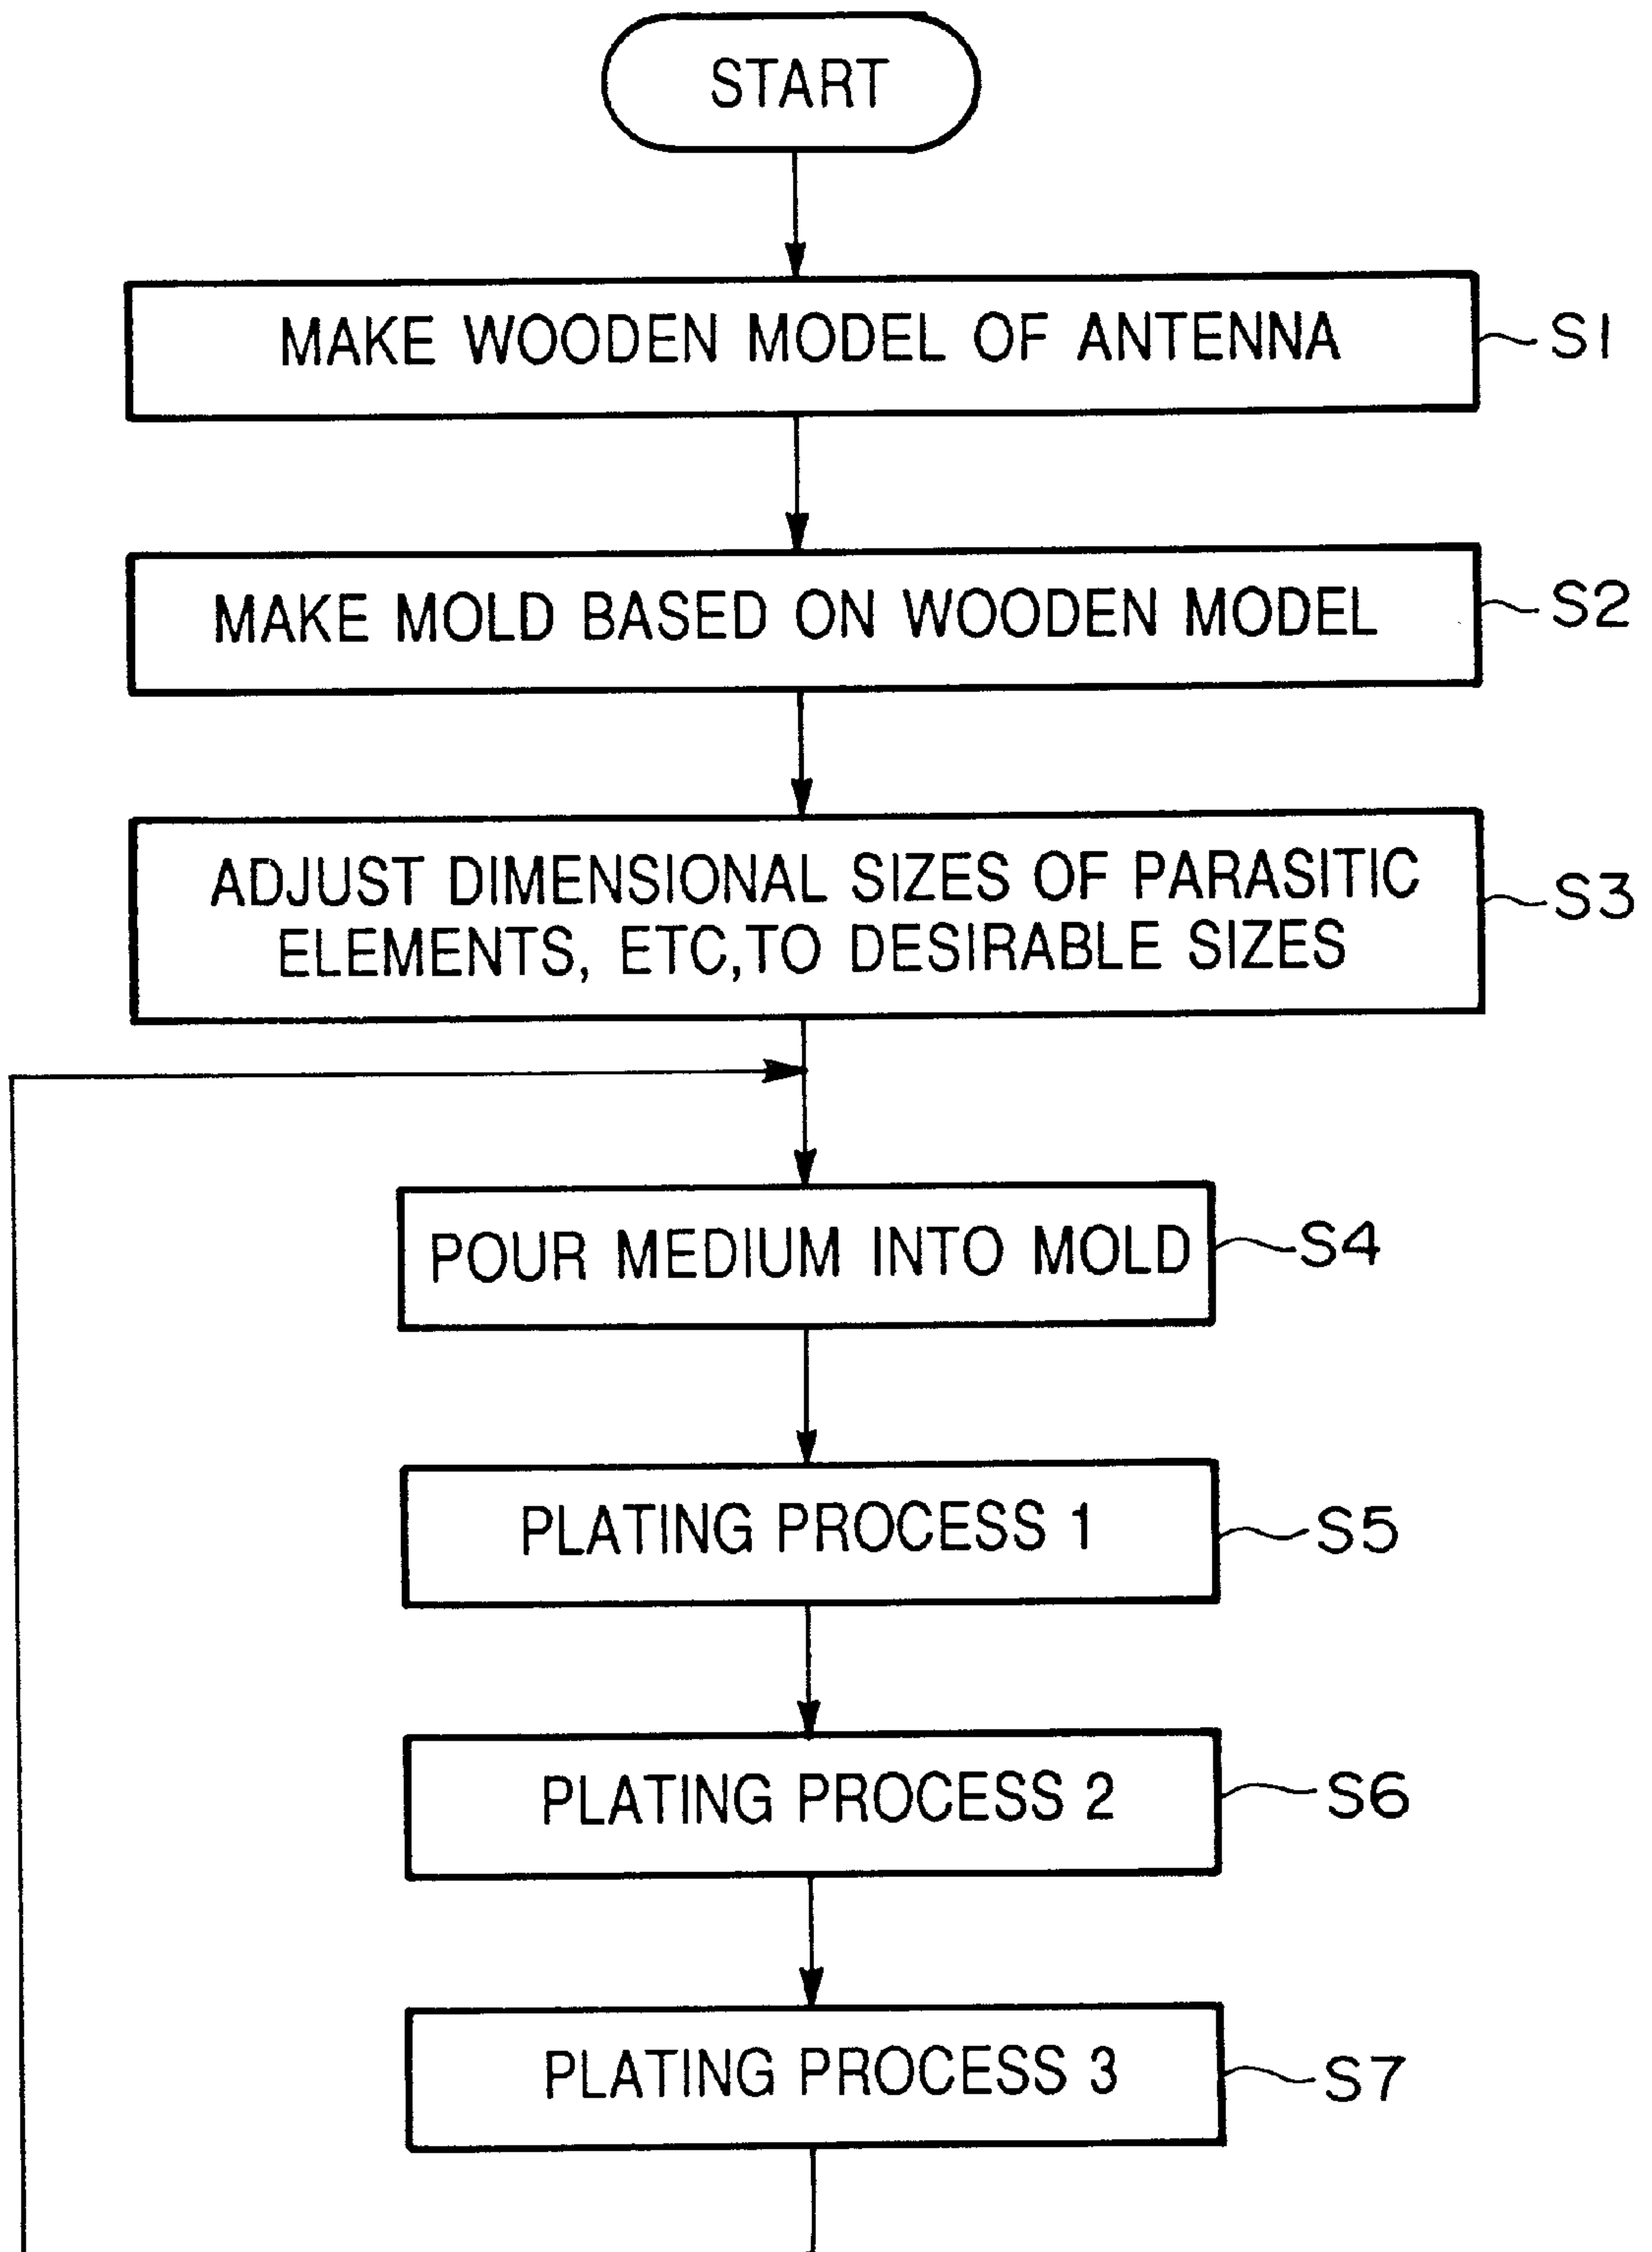 START
MAKE WOODEN MODEL OF ANTENNA
S1
MAKE MOLD BASED ON WOODEN MODEL
S2
ADJUST DIMENSIONAL SIZES OF PARASITIC
ELEMENTS, ETC,TO DESIRABLE SIZES
S3
POUR MEDIUM INTO MOLD
S4
PLATING PROCESS 1
S5
PLATING PROCESS 2
S6
PLATING PROCESS 3
S7